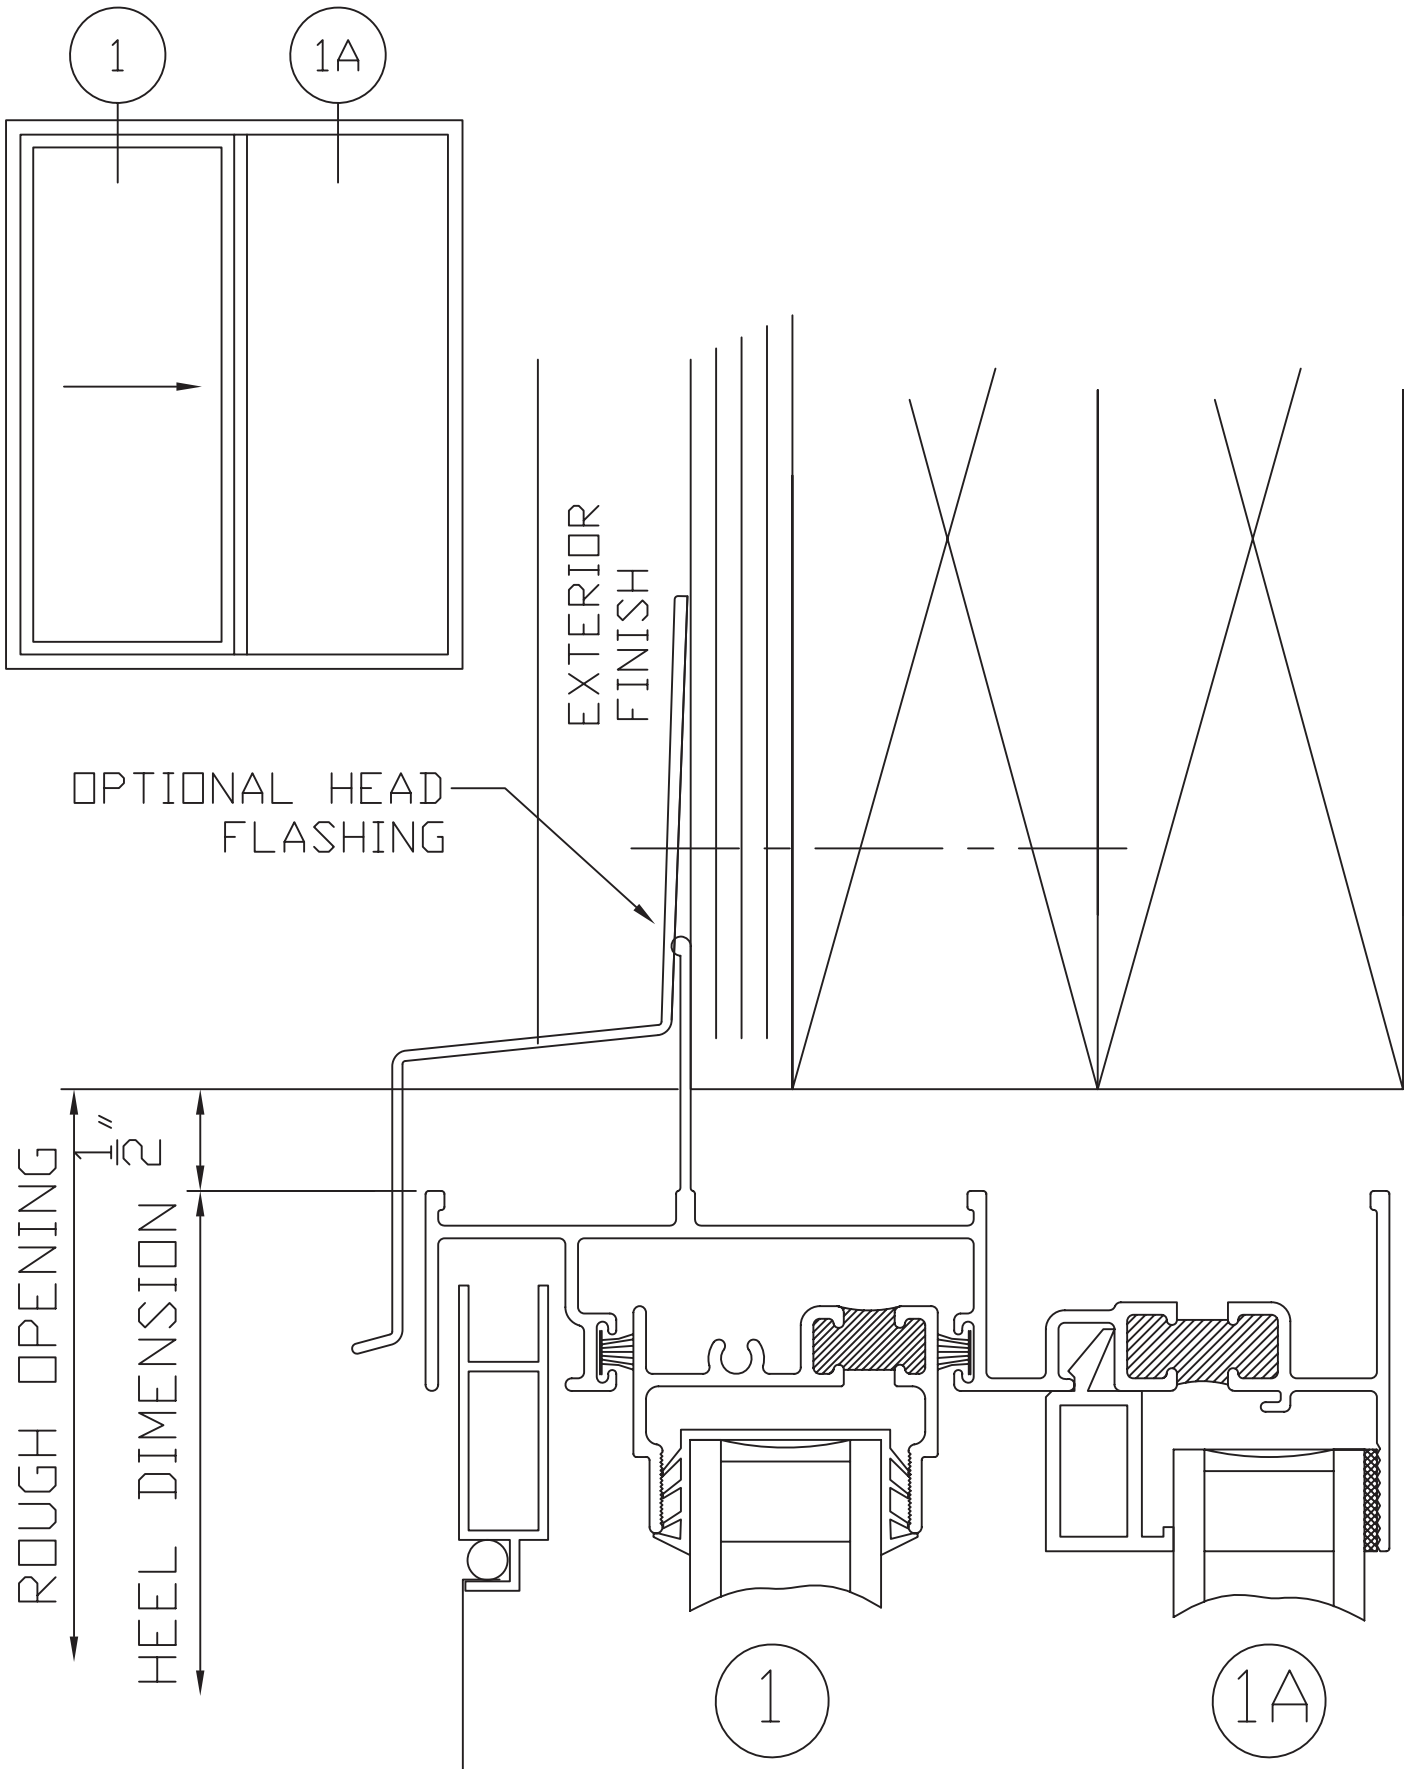 1
1A
EXTERIOR
FINISH
OPTIONAL HEAD
FLASHING
ROUGH OPENING
1/2"
HEEL DIMENSION
1
1A